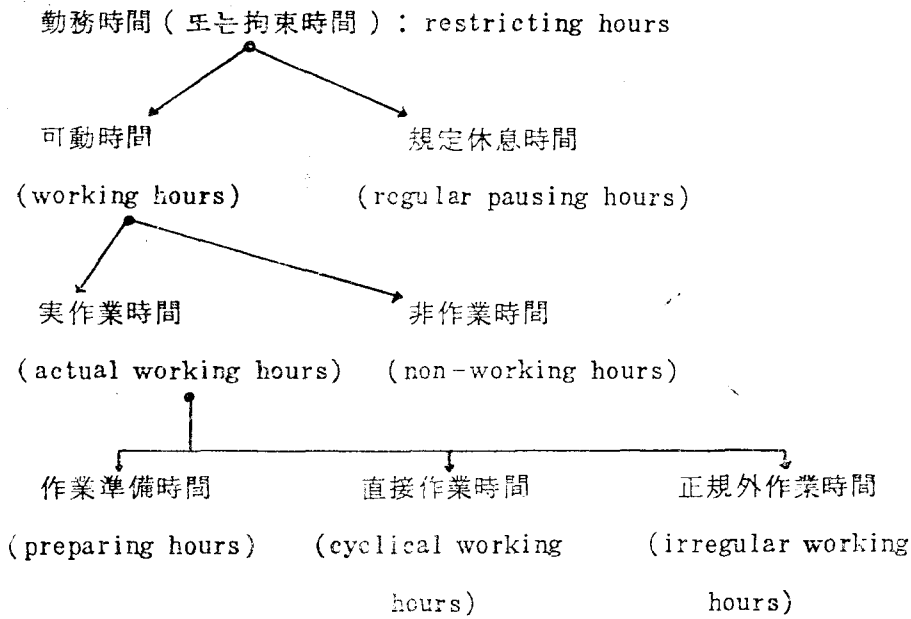 勤務時間 ( 또는拘束時間 ) : restricting hours
可動時間 規定休息時間
(working hours) (regular pausing hours)
実作業時間 非作業時間
(actual working hours) (non-working hours)
作業準備時間 直接作業時間 正規外作業時間
(preparing hours) (cyclical working (irregular working
hours) hours)